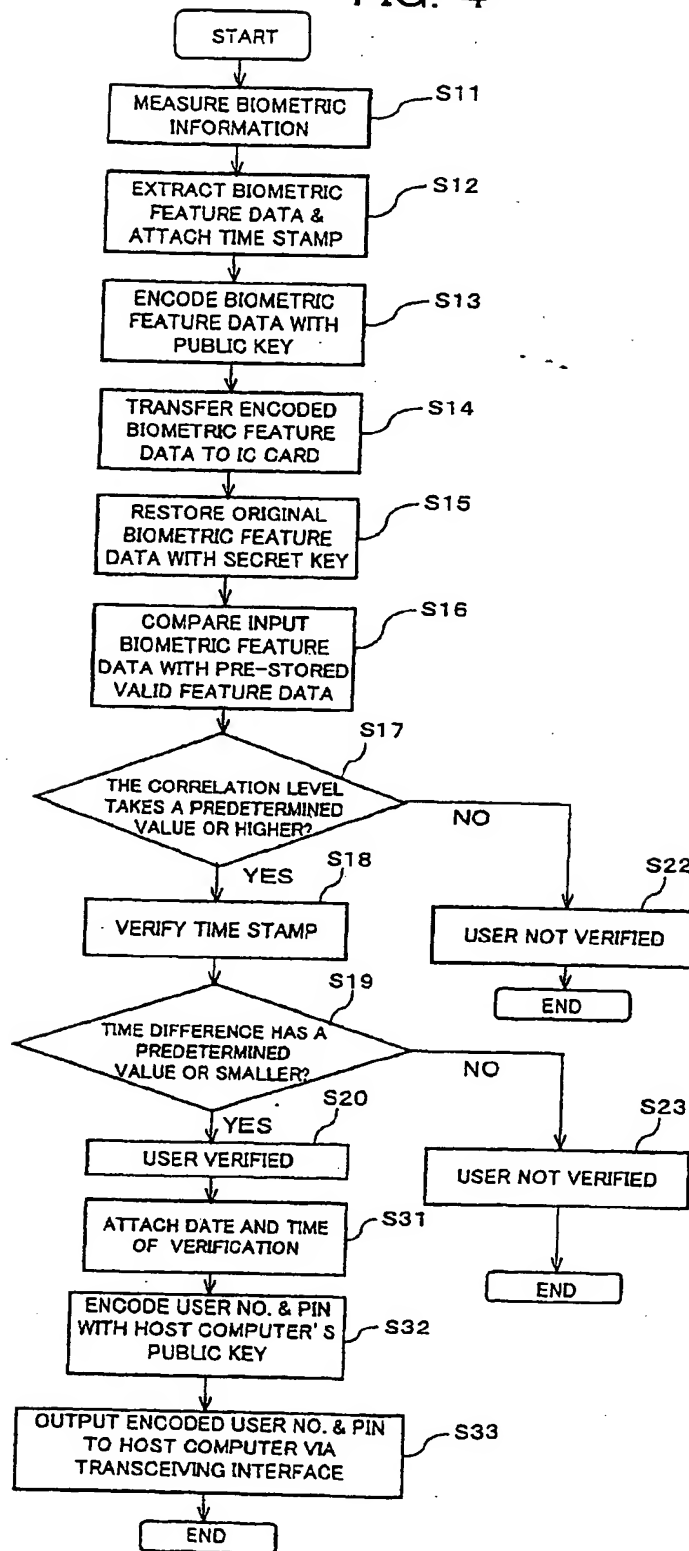 FIG. 4
START
MEASURE BIOMETRIC
INFORMATION
S11
EXTRACT BIOMETRIC
FEATURE DATA &
ATTACH TIME STAMP
S12
ENCODE BIOMETRIC
FEATURE DATA WITH
PUBLIC KEY
S13
TRANSFER ENCODED
BIOMETRIC FEATURE
DATA TO IC CARD
S14
RESTORE ORIGINAL
BIOMETRIC FEATURE
DATA WITH SECRET KEY
S15
COMPARE INPUT
BIOMETRIC FEATURE
DATA WITH PRE-STORED
VALID FEATURE DATA
S16
S17
THE CORRELATION LEVEL
TAKES A PREDETERMINED
VALUE OR HIGHER?
NO
YES
S18
S22
VERIFY TIME STAMP
USER NOT VERIFIED
END
S19
TIME DIFFERENCE HAS A
PREDETERMINED
VALUE OR SMALLER?
NO
YES
S20
S23
USER VERIFIED
USER NOT VERIFIED
END
ATTACH DATE AND TIME
OF VERIFICATION
S31
ENCODE USER NO. & PIN
WITH HOST COMPUTER'S
PUBLIC KEY
S32
OUTPUT ENCODED USER NO. & PIN
TO HOST COMPUTER VIA
TRANSCEIVING INTERFACE
S33
END